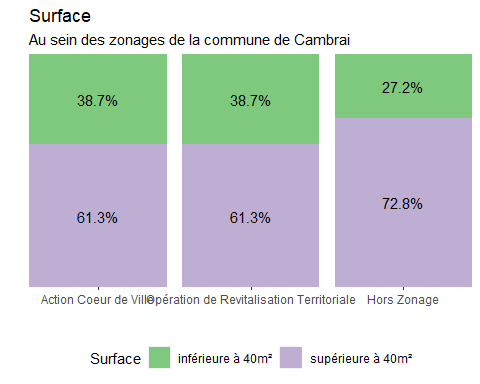 Surface
Au sein des zonages de la commune de Cambrai
38.7% 38.7% 27.2%
61.3% 61.3% 72.8%
Action Coeur de Ville Opération de Revitalisation Territoriale Hors Zonage
Surface inférieure à 40m² supérieure à 40m²